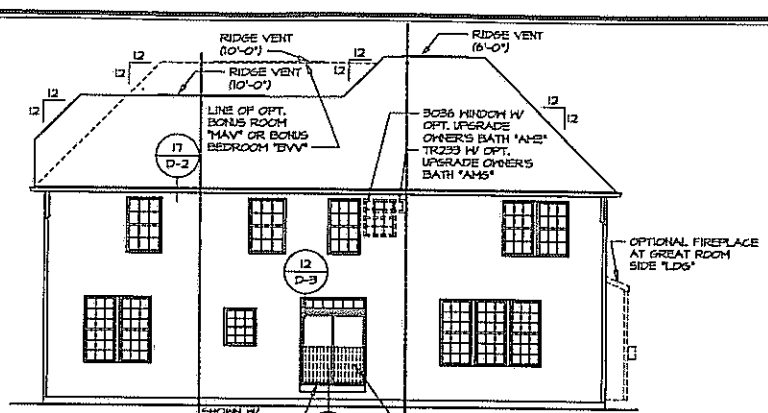 RIDGE VENT
(10'-0")
RIDGE VENT
(6'-0")
12
12
12
12
RIDGE VENT
(10'-0")
12
12
12
12
LINE OF OPT.
BONUS ROOM
"MAV" OR BONUS
BEDROOM "BVV"
3036 WINDOW W/
OPT. UPGRADE
OWNER'S BATH "AM2"
TR233 W/ OPT.
UPGRADE OWNER'S
BATH "AM5"
17
D-2
OPTIONAL FIREPLACE
AT GREAT ROOM
SIDE "LDG"
12
D-3
SHOWN W/